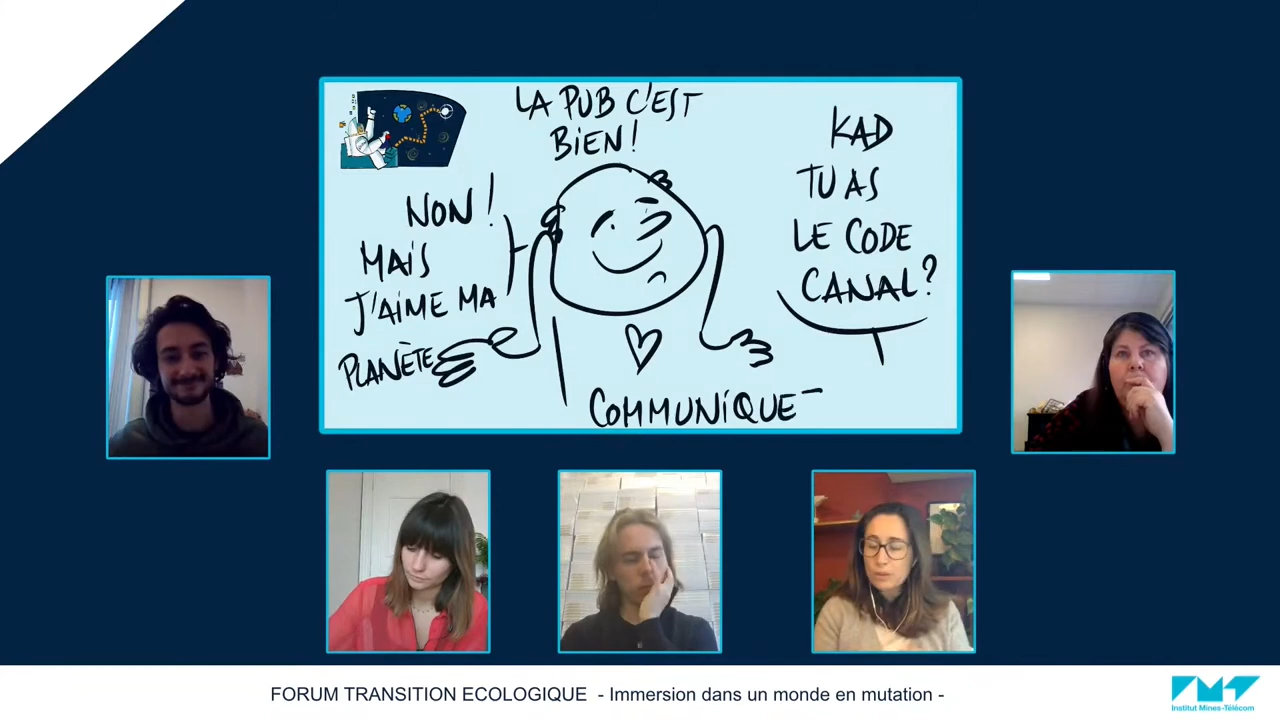 LA PUB C'EST
BIEN !
NON !
MAIS
J'AIME MA
PLANÈTE
KAD
TU AS
LE CODE
CANAL ?
COMMUNIQUE -
FORUM TRANSITION ECOLOGIQUE - Immersion dans un monde en mutation -
Institut Mines-Télécom